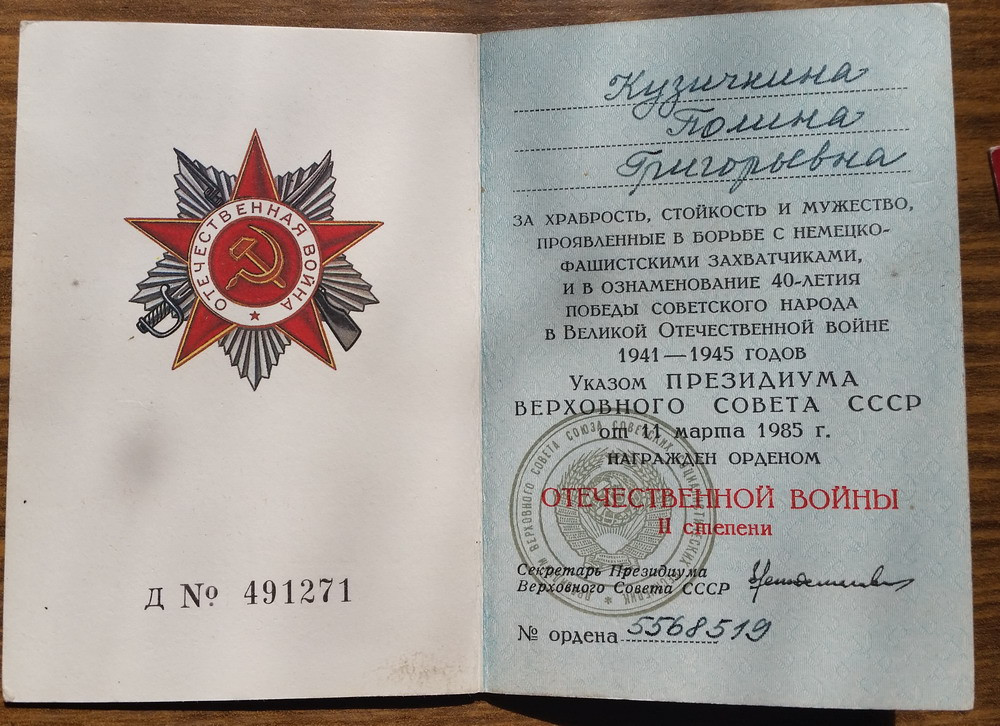 ОТЕЧЕСТВЕННАЯ ВОЙНА
Д № 491271
Кузичкина
Полина
Григорьевна
ЗА ХРАБРОСТЬ, СТОЙКОСТЬ И МУЖЕСТВО,
ПРОЯВЛЕННЫЕ В БОРЬБЕ С НЕМЕЦКО-
ФАШИСТСКИМИ ЗАХВАТЧИКАМИ,
И В ОЗНАМЕНОВАНИЕ 40-ЛЕТИЯ
ПОБЕДЫ СОВЕТСКОГО НАРОДА
В ВЕЛИКОЙ ОТЕЧЕСТВЕННОЙ ВОЙНЕ
1941—1945 ГОДОВ
УКАЗОМ ПРЕЗИДИУМА
ВЕРХОВНОГО СОВЕТА СССР
от 11 марта 1985 г.
НАГРАЖДЕН ОРДЕНОМ
ОТЕЧЕСТВЕННОЙ ВОЙНЫ
II степени
Секретарь Президиума
Верховного Совета СССР
№ ордена 5568519